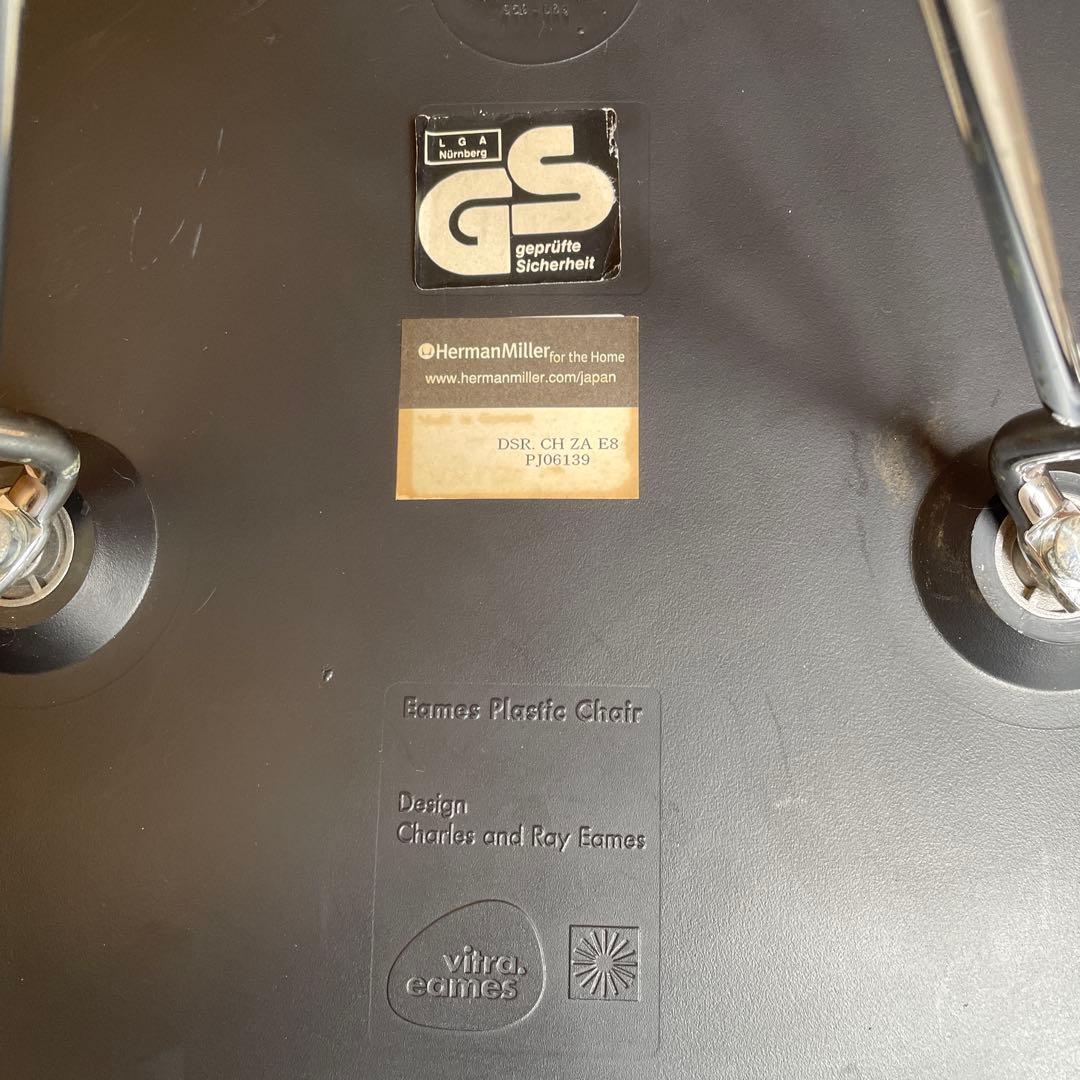 L G A
Nürnberg
GS
geprüfte
Sicherheit
HermanMiller for the Home
www.hermanmiller.com/japan
DSR. CH ZA E8
PJ06139
Eames Plastic Chair
Design
Charles and Ray Eames
vitra.
eames